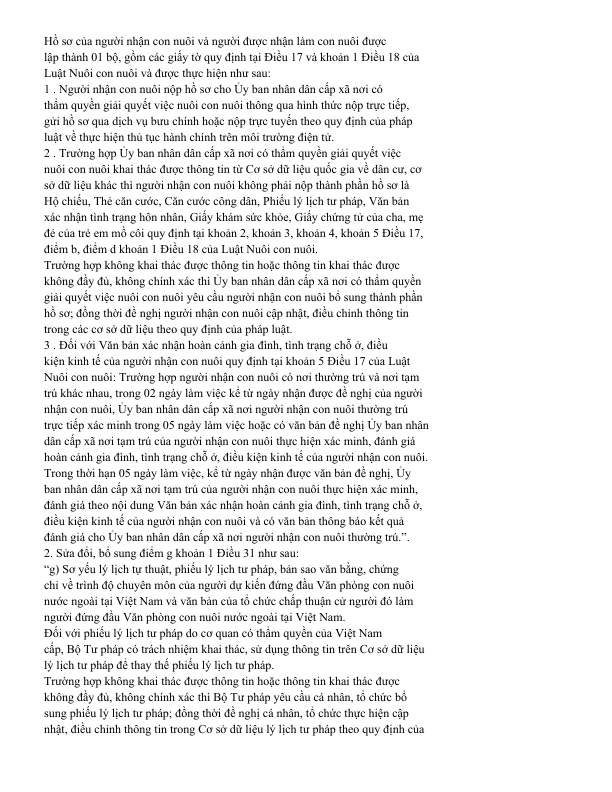 Hồ sơ của người nhận con nuôi và người được nhận làm con nuôi được
lập thành 01 bộ, gồm các giấy tờ quy định tại Điều 17 và khoản 1 Điều 18 của
Luật Nuôi con nuôi và được thực hiện như sau:
1 . Người nhận con nuôi nộp hồ sơ cho Ủy ban nhân dân cấp xã nơi có
thẩm quyền giải quyết việc nuôi con nuôi thông qua hình thức nộp trực tiếp,
gửi hồ sơ qua dịch vụ bưu chính hoặc nộp trực tuyến theo quy định của pháp
luật về thực hiện thủ tục hành chính trên môi trường điện tử.
2 . Trường hợp Ủy ban nhân dân cấp xã nơi có thẩm quyền giải quyết việc
nuôi con nuôi khai thác được thông tin từ Cơ sở dữ liệu quốc gia về dân cư, cơ
sở dữ liệu khác thì người nhận con nuôi không phải nộp thành phần hồ sơ là
Hộ chiếu, Thẻ căn cước, Căn cước công dân, Phiếu lý lịch tư pháp, Văn bản
xác nhận tình trạng hôn nhân, Giấy khám sức khỏe, Giấy chứng tử của cha, mẹ
đẻ của trẻ em mồ côi quy định tại khoản 2, khoản 3, khoản 4, khoản 5 Điều 17,
điểm b, điểm d khoản 1 Điều 18 của Luật Nuôi con nuôi.
Trường hợp không khai thác được thông tin hoặc thông tin khai thác được
không đầy đủ, không chính xác thì Ủy ban nhân dân cấp xã nơi có thẩm quyền
giải quyết việc nuôi con nuôi yêu cầu người nhận con nuôi bổ sung thành phần
hồ sơ; đồng thời đề nghị người nhận con nuôi cập nhật, điều chỉnh thông tin
trong các cơ sở dữ liệu theo quy định của pháp luật.
3 . Đối với Văn bản xác nhận hoàn cảnh gia đình, tình trạng chỗ ở, điều
kiện kinh tế của người nhận con nuôi quy định tại khoản 5 Điều 17 của Luật
Nuôi con nuôi: Trường hợp người nhận con nuôi có nơi thường trú và nơi tạm
trú khác nhau, trong 02 ngày làm việc kể từ ngày nhận được đề nghị của người
nhận con nuôi, Ủy ban nhân dân cấp xã nơi người nhận con nuôi thường trú
trực tiếp xác minh trong 05 ngày làm việc hoặc có văn bản đề nghị Ủy ban nhân
dân cấp xã nơi tạm trú của người nhận con nuôi thực hiện xác minh, đánh giá
hoàn cảnh gia đình, tình trạng chỗ ở, điều kiện kinh tế của người nhận con nuôi.
Trong thời hạn 05 ngày làm việc, kể từ ngày nhận được văn bản đề nghị, Ủy
ban nhân dân cấp xã nơi tạm trú của người nhận con nuôi thực hiện xác minh,
đánh giá theo nội dung Văn bản xác nhận hoàn cảnh gia đình, tình trạng chỗ ở,
điều kiện kinh tế của người nhận con nuôi và có văn bản thông báo kết quả
đánh giá cho Ủy ban nhân dân cấp xã nơi người nhận con nuôi thường trú.”.
2. Sửa đổi, bổ sung điểm g khoản 1 Điều 31 như sau:
“g) Sơ yếu lý lịch tự thuật, phiếu lý lịch tư pháp, bản sao văn bằng, chứng
chỉ về trình độ chuyên môn của người dự kiến đứng đầu Văn phòng con nuôi
nước ngoài tại Việt Nam và văn bản của tổ chức chấp thuận cử người đó làm
người đứng đầu Văn phòng con nuôi nước ngoài tại Việt Nam.
Đối với phiếu lý lịch tư pháp do cơ quan có thẩm quyền của Việt Nam
cấp, Bộ Tư pháp có trách nhiệm khai thác, sử dụng thông tin trên Cơ sở dữ liệu
lý lịch tư pháp để thay thế phiếu lý lịch tư pháp.
Trường hợp không khai thác được thông tin hoặc thông tin khai thác được
không đầy đủ, không chính xác thì Bộ Tư pháp yêu cầu cá nhân, tổ chức bổ
sung phiếu lý lịch tư pháp; đồng thời đề nghị cá nhân, tổ chức thực hiện cập
nhật, điều chỉnh thông tin trong Cơ sở dữ liệu lý lịch tư pháp theo quy định của